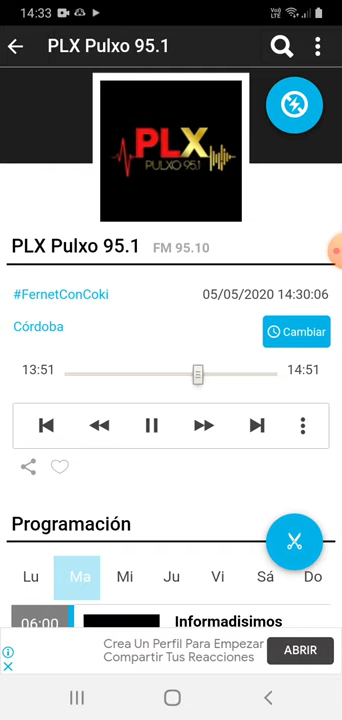 14:33
Vo))
LTE
PLX Pulxo 95.1
PLX
PULXO 95.1
PLX Pulxo 95.1 FM 95.10
#FernetConCoki 05/05/2020 14:30:06
Córdoba
Cambiar
13:51 14:51
Programación
Lu Ma Mi Ju Vi Sá Do
06:00 Informadisimos
Crea Un Perfil Para Empezar
Compartir Tus Reacciones
ABRIR